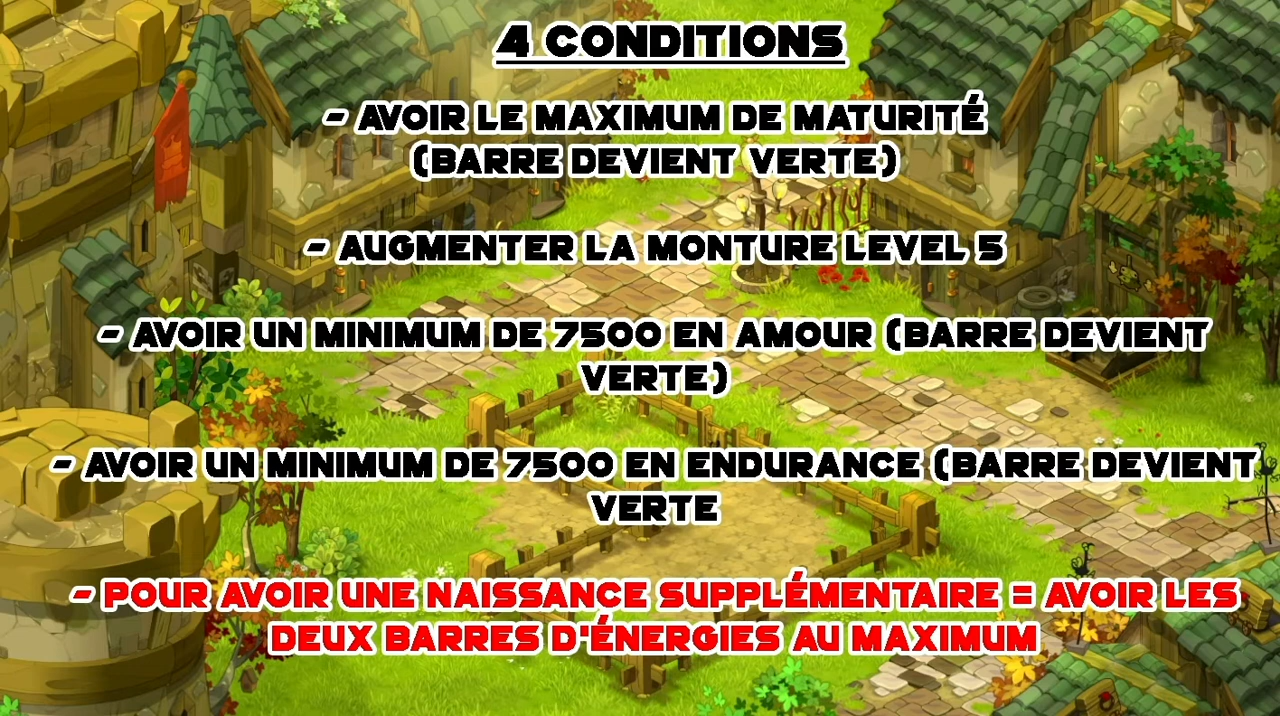 4 CONDITIONS
- AVOIR LE MAXIMUM DE MATURITÉ
(BARRE DEVIENT VERTE)
- AUGMENTER LA MONTURE LEVEL 5
- AVOIR UN MINIMUM DE 7500 EN AMOUR (BARRE DEVIENT
VERTE)
- AVOIR UN MINIMUM DE 7500 EN ENDURANCE (BARRE DEVIENT
VERTE
- POUR AVOIR UNE NAISSANCE SUPPLÉMENTAIRE = AVOIR LES
DEUX BARRES D'ÉNERGIES AU MAXIMUM